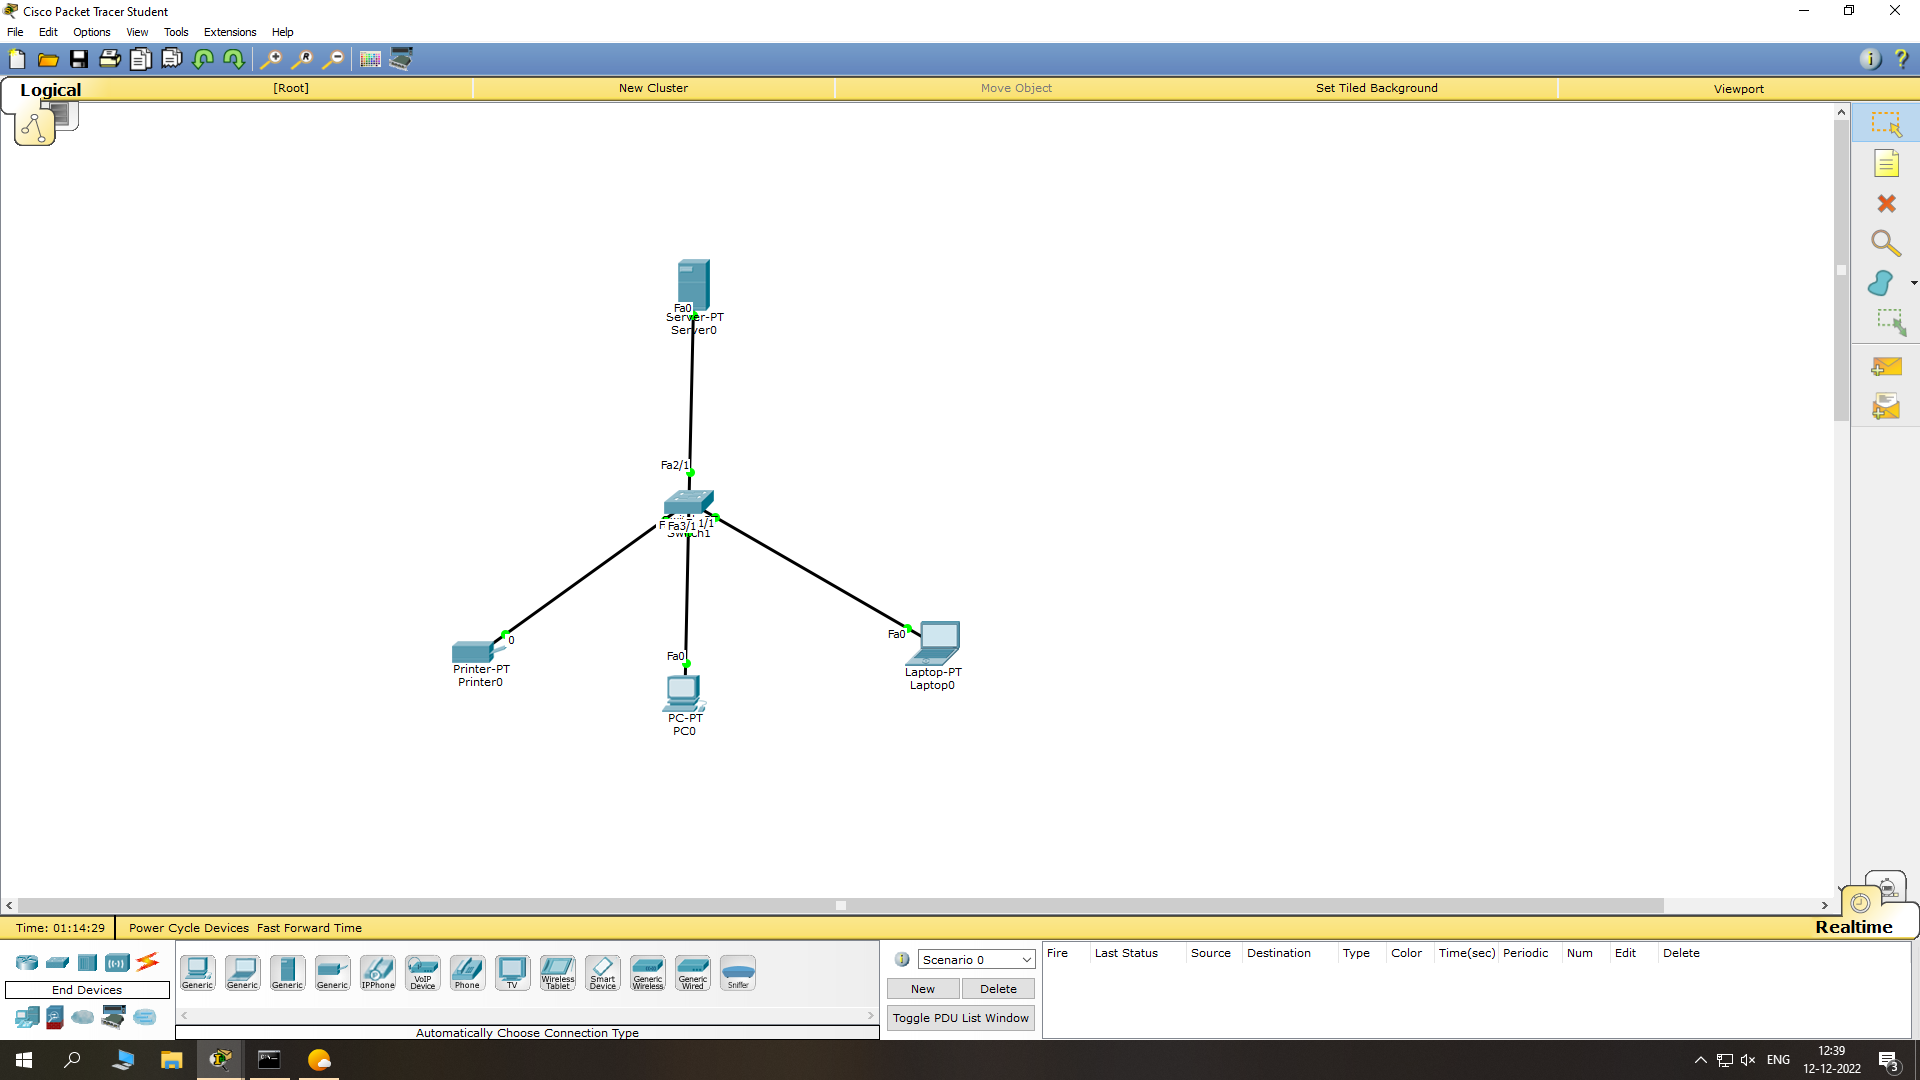 Cisco Packet Tracer Student
File Edit Options View Tools Extensions Help
Logical [Root] New Cluster Move Object Set Tiled Background Viewport
Fa0
Server-PT
Server0
Fa2/1
Fa3/1 1/1
Switch1
0
Printer-PT
Printer0
Fa0
PC-PT
PC0
Fa0
Laptop-PT
Laptop0
Time: 01:14:29 Power Cycle Devices Fast Forward Time
Realtime
End Devices
Generic Generic Generic Generic IPPhone VoIP Device Phone TV Wireless Tablet Smart Device Generic Wireless Generic Wired Sniffer
Automatically Choose Connection Type
Scenario 0
New Delete
Toggle PDU List Window
Fire Last Status Source Destination Type Color Time(sec) Periodic Num Edit Delete
ENG
12:39
12-12-2022
3